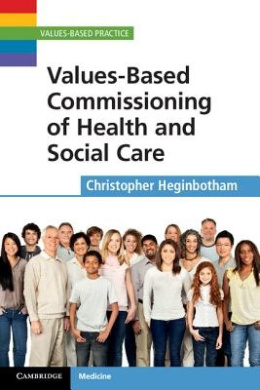 VALUES-BASED PRACTICE
Values-Based
Commissioning
of Health and
Social Care
Christopher Heginbotham
CAMBRIDGE
Medicine